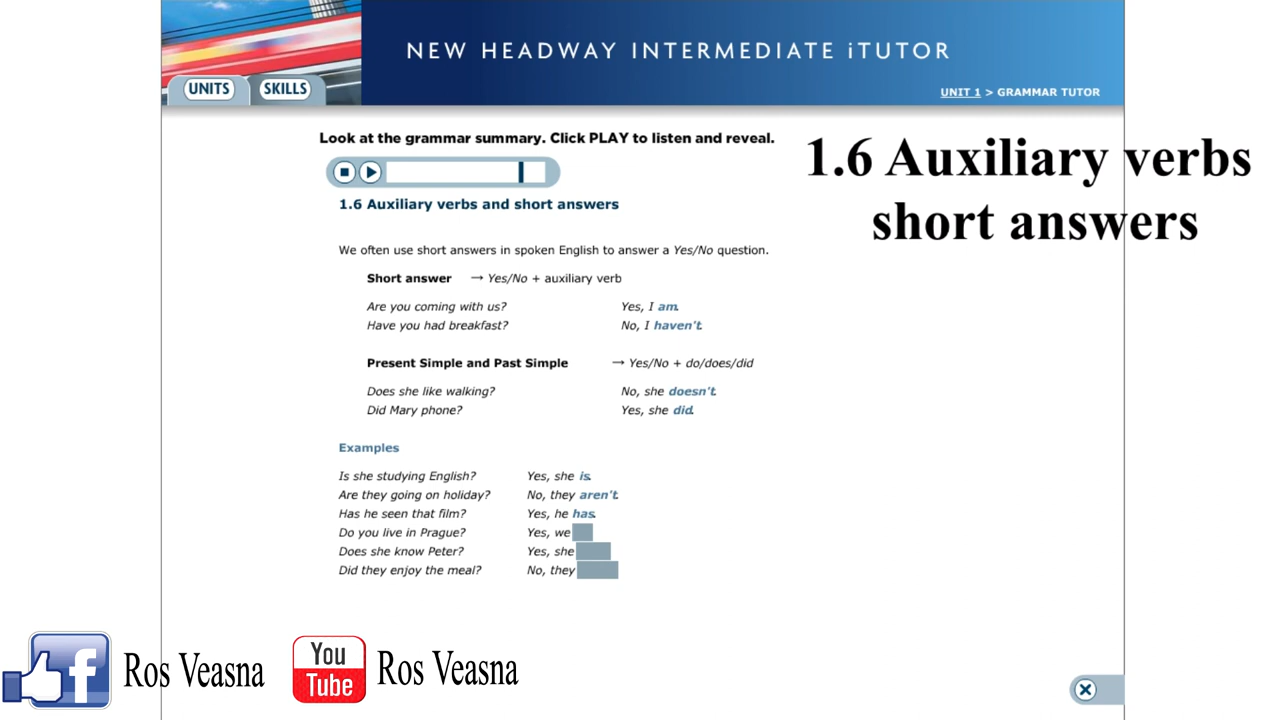 NEW HEADWAY INTERMEDIATE iTUTOR
UNITS SKILLS
UNIT 1 > GRAMMAR TUTOR
Look at the grammar summary. Click PLAY to listen and reveal.
1.6 Auxiliary verbs
short answers
1.6 Auxiliary verbs and short answers
We often use short answers in spoken English to answer a Yes/No question.
Short answer → Yes/No + auxiliary verb
Are you coming with us? Yes, I am.
Have you had breakfast? No, I haven't.
Present Simple and Past Simple → Yes/No + do/does/did
Does she like walking? No, she doesn't.
Did Mary phone? Yes, she did.
Examples
Is she studying English? Yes, she is.
Are they going on holiday? No, they aren't.
Has he seen that film? Yes, he has.
Do you live in Prague? Yes, we
Does she know Peter? Yes, she
Did they enjoy the meal? No, they
f Ros Veasna You Tube Ros Veasna